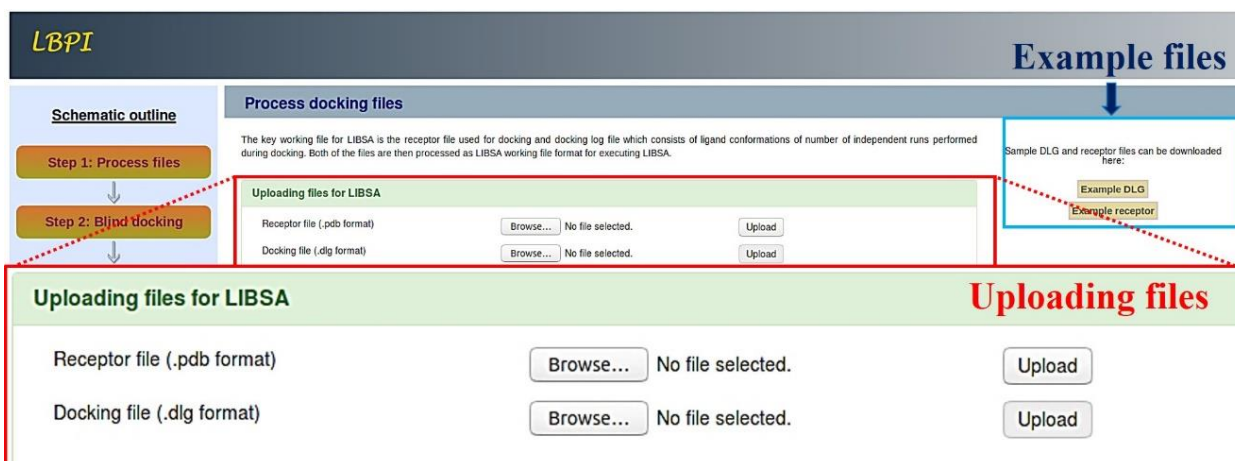 LBPI
Example files
Schematic outline
Step 1: Process files
Step 2: Blind docking
Process docking files
The key working file for LIBSA is the receptor file used for docking and docking log file which consists of ligand conformations of number of independent runs performed
during docking. Both of the files are then processed as LIBSA working file format for executing LIBSA.
Sample DLG and receptor files can be downloaded
here:
Example DLG
Example receptor
Uploading files for LIBSA
Receptor file (.pdb format) Browse... No file selected. Upload
Docking file (.dlg format) Browse... No file selected. Upload
Uploading files for LIBSA Uploading files
Receptor file (.pdb format) Browse... No file selected. Upload
Docking file (.dlg format) Browse... No file selected. Upload